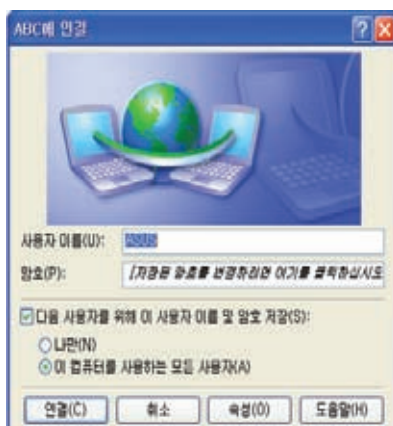 ABC에 연결
사용자 이름(U): ASUS
암호(P): [저장된 암호를 변경하려면 여기를 클릭하십시오
다음 사용자를 위해 이 사용자 이름 및 암호 저장(S):
나만(N)
이 컴퓨터를 사용하는 모든 사용자(A)
연결(C) 취소 속성(O) 도움말(H)